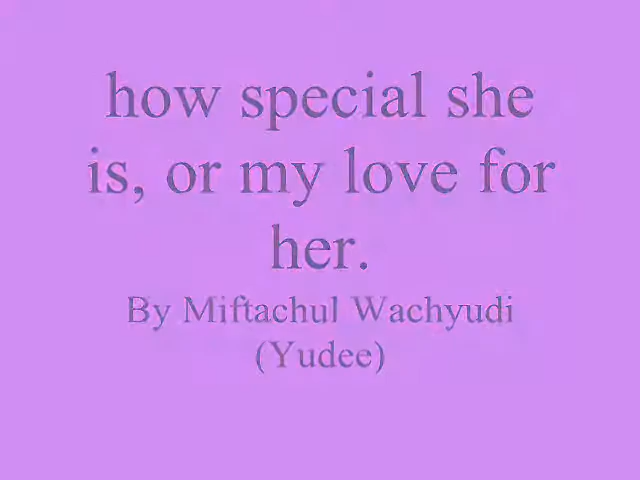 how special she
is, or my love for
her.
By Miftachul Wachyudi
(Yudee)